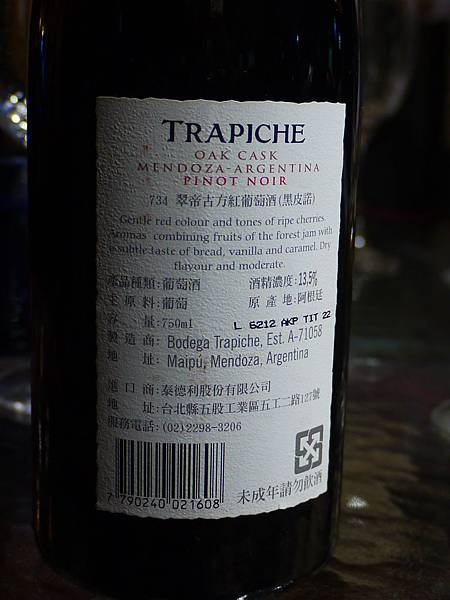 TRAPICHE
OAK CASK
MENDOZA-ARGENTINA
PINOT NOIR
734 翠帝古方紅葡萄酒(黑皮諾)
Gentle red colour and tones of ripe cherries.
Aromas combining fruits of the forest jam with
a subtle taste of bread, vanilla and caramel. Dry
flavour and moderate.
產品種類:葡萄酒 酒精濃度:13.5%
主原料:葡萄 原產地:阿根廷
容 量:750ml L 6212 AKP TIT 22
製造商: Bodega Trapiche, Est. A-71058
地 址: Maipú, Mendoza, Argentina
進口商:泰德利股份有限公司
地 址:台北縣五股工業區五工二路127號
服務電話:(02)2298-3206
7 790240 021608
未成年請勿飲酒